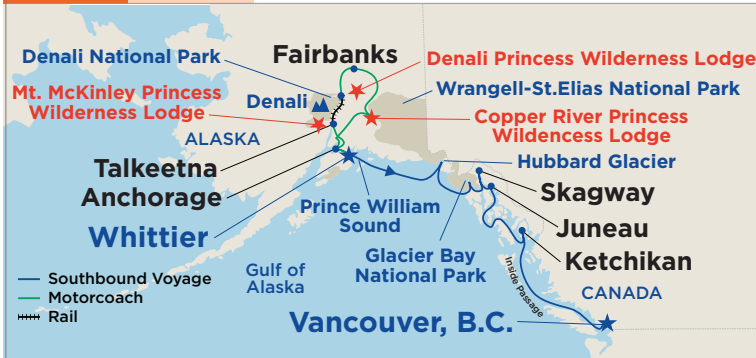 Fairbanks
Denali National Park
Denali Princess Wilderness Lodge
Mt. McKinley Princess
Wilderness Lodge
Denali
Wrangell-St.Elias National Park
Copper River Princess
Wildencess Lodge
ALASKA
Talkeetna
Anchorage
Hubbard Glacier
Skagway
Prince William
Sound
Whittier
Juneau
Glacier Bay
National Park
Ketchikan
Gulf of
Alaska
Inside Passage
CANADA
Southbound Voyage
Motorcoach
Rail
Vancouver, B.C.